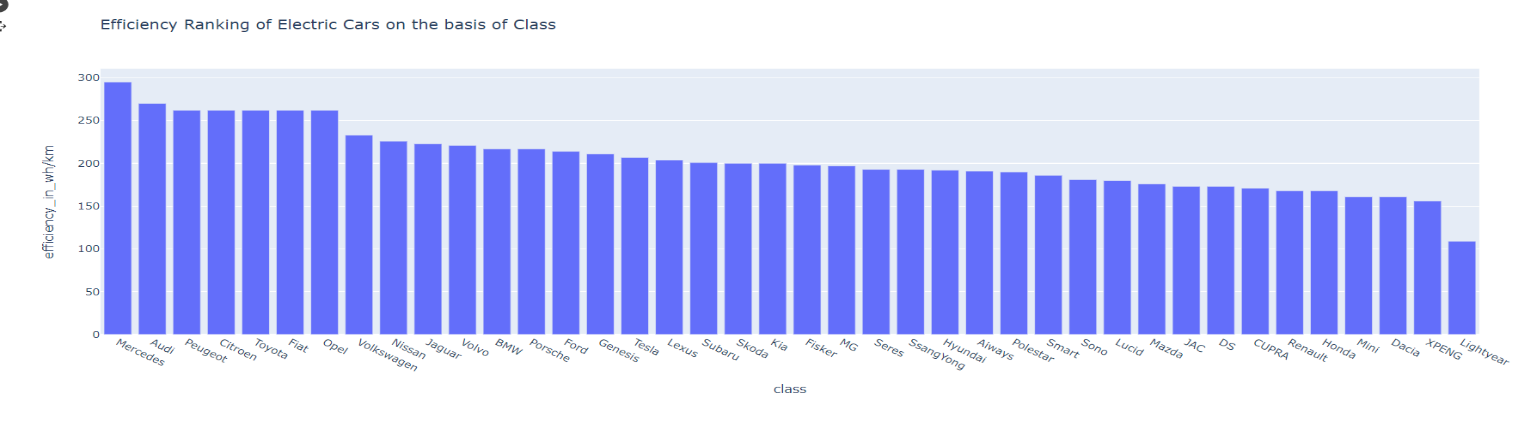 Efficiency Ranking of Electric Cars on the basis of Class
efficiency_in_wh/km
300
250
200
150
100
50
0
Mercedes
Audi
Peugeot
Citroen
Toyota
Fiat
Opel
Volkswagen
Nissan
Jaguar
Volvo
BMW
Porsche
Ford
Genesis
Tesla
Lexus
Subaru
Skoda
Kia
Fisker
MG
Seres
SsangYong
Hyundai
Aiways
Polestar
Smart
Sono
Lucid
Mazda
JAC
DS
CUPRA
Renault
Honda
Mini
Dacia
XPENG
Lightyear
class